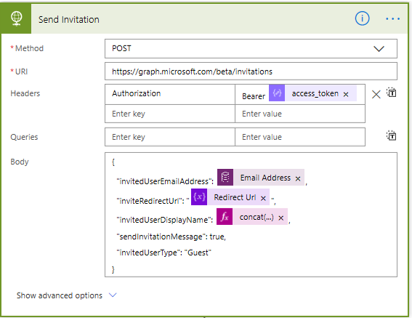 Send Invitation
* Method POST
* URI https://graph.microsoft.com/beta/invitations
Headers Authorization Bearer access_token ×
Enter key Enter value
Queries Enter key Enter value
Body {
"invitedUserEmailAddress": Email Address × ,
"inviteRedirectUrl": " {x} Redirect Url × ",
"invitedUserDisplayName": fx concat(...) × ,
"sendInvitationMessage": true,
"invitedUserType": "Guest"
}
Show advanced options